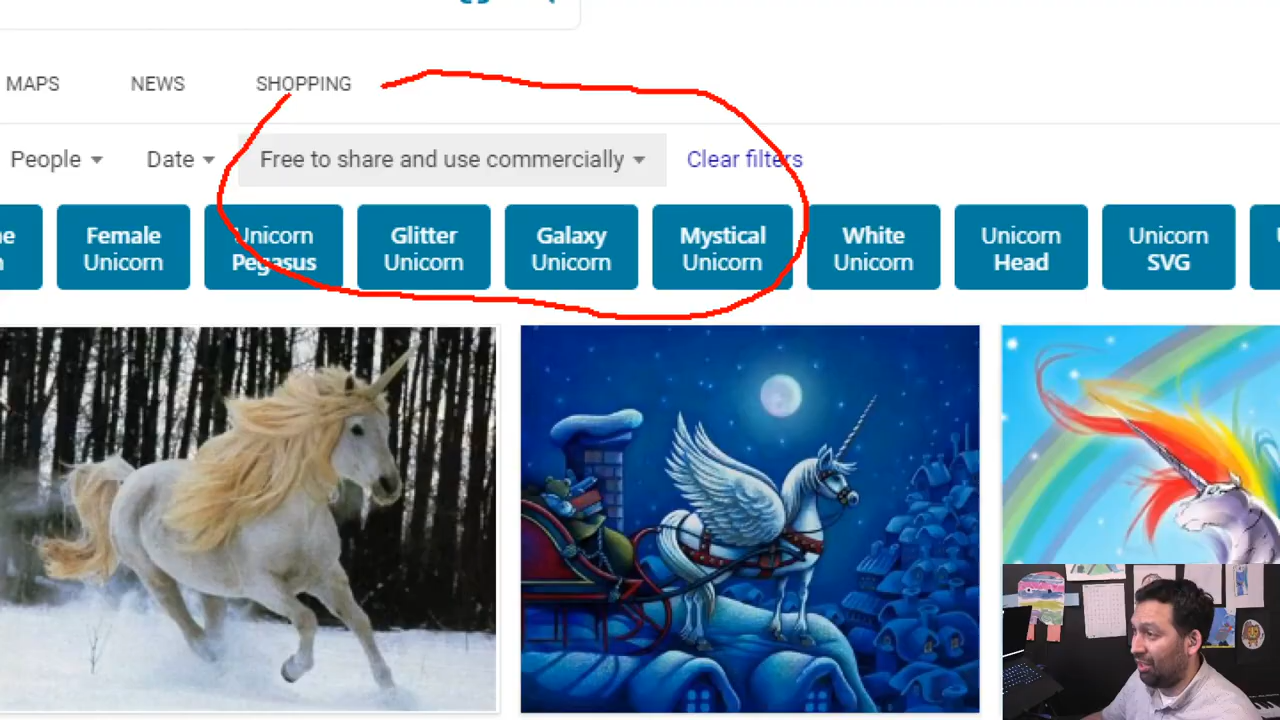 MAPS NEWS SHOPPING
People Date Free to share and use commercially Clear filters
Female Unicorn
Unicorn Pegasus
Glitter Unicorn
Galaxy Unicorn
Mystical Unicorn
White Unicorn
Unicorn Head
Unicorn SVG